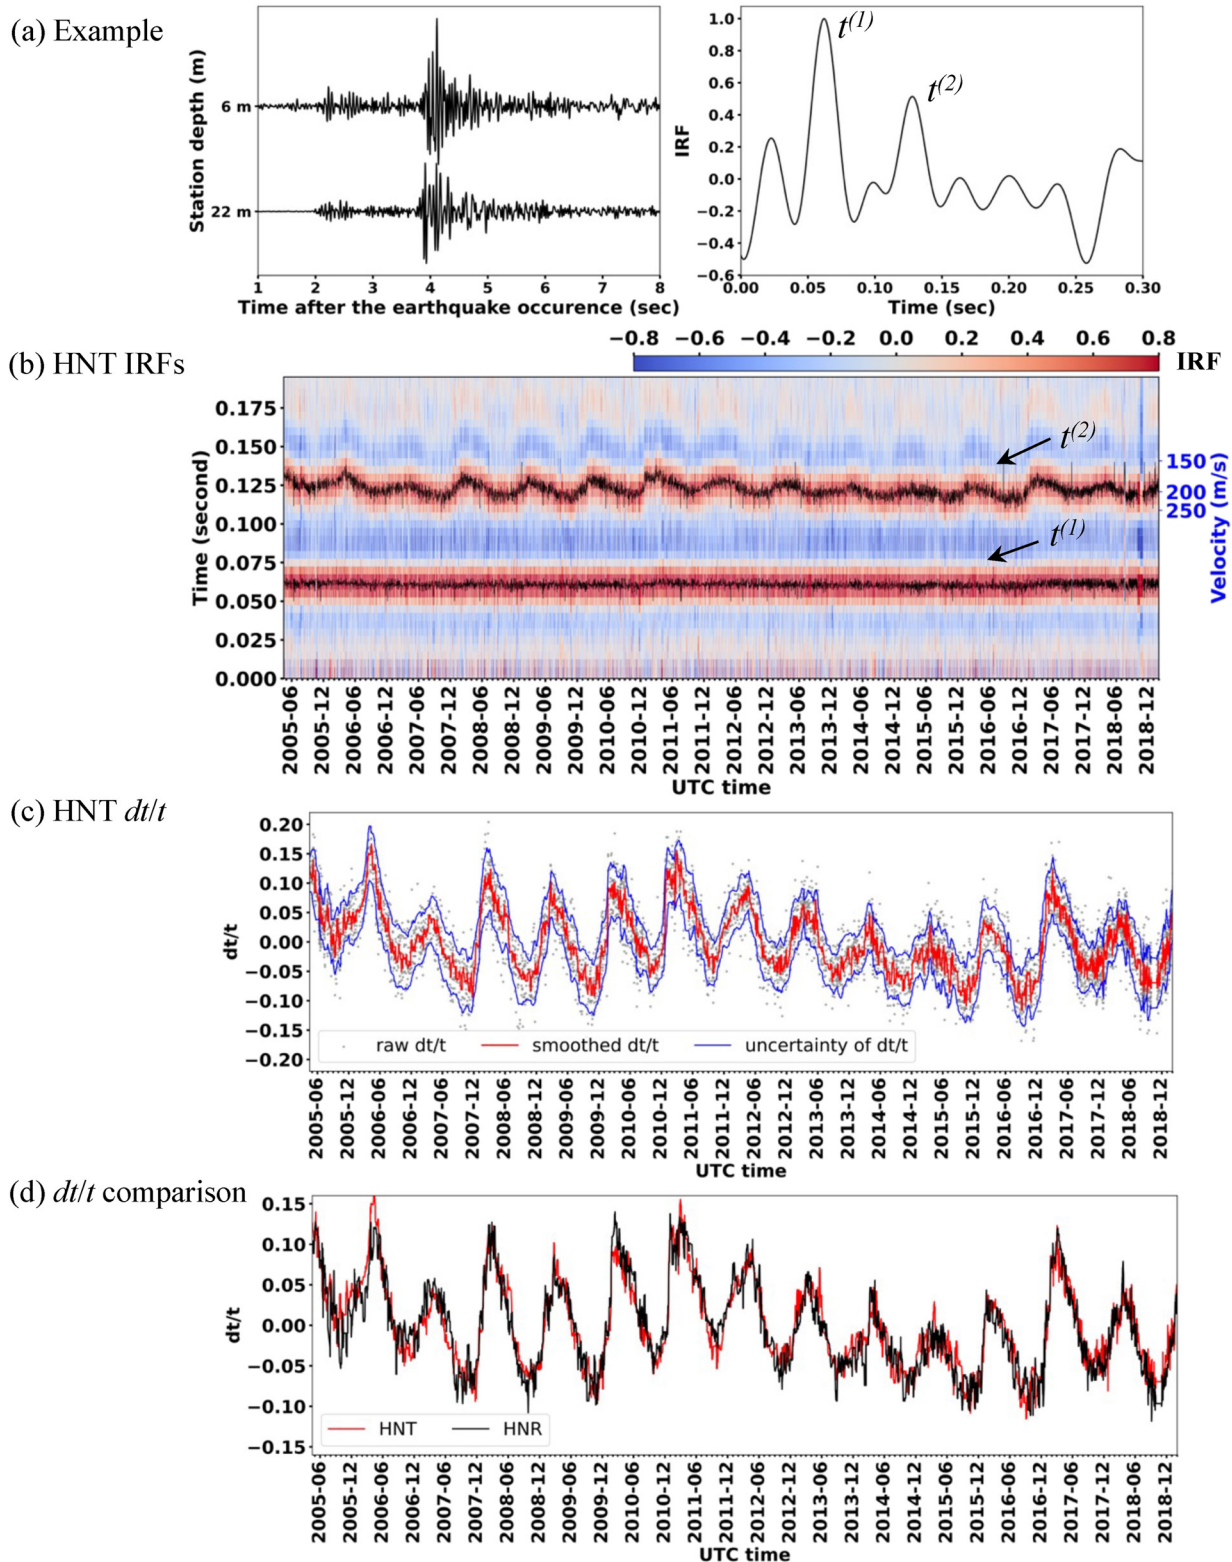 (a) Example
Station depth (m)
6 m
22 m
1 2 3 4 5 6 7 8
Time after the earthquake occurence (sec)
IRF
1.0
0.8
0.6
0.4
0.2
0.0
−0.2
−0.4
−0.6
t(1)
t(2)
0.00 0.05 0.10 0.15 0.20 0.25 0.30
Time (sec)
−0.8 −0.6 −0.4 −0.2 0.0 0.2 0.4 0.6 0.8
IRF
(b) HNT IRFs
Time (second)
0.175
0.150
0.125
0.100
0.075
0.050
0.025
0.000
t(2)
t(1)
150
200
250
Velocity (m/s)
2005-06 2005-12 2006-06 2006-12 2007-06 2007-12 2008-06 2008-12 2009-06 2009-12 2010-06 2010-12 2011-06 2011-12 2012-06 2012-12 2013-06 2013-12 2014-06 2014-12 2015-06 2015-12 2016-06 2016-12 2017-06 2017-12 2018-06 2018-12
UTC time
(c) HNT dt/t
dt/t
0.20
0.15
0.10
0.05
0.00
−0.05
−0.10
−0.15
−0.20
raw dt/t smoothed dt/t uncertainty of dt/t
2005-06 2005-12 2006-06 2006-12 2007-06 2007-12 2008-06 2008-12 2009-06 2009-12 2010-06 2010-12 2011-06 2011-12 2012-06 2012-12 2013-06 2013-12 2014-06 2014-12 2015-06 2015-12 2016-06 2016-12 2017-06 2017-12 2018-06 2018-12
UTC time
(d) dt/t comparison
dt/t
0.15
0.10
0.05
0.00
−0.05
−0.10
−0.15
HNT HNR
2005-06 2005-12 2006-06 2006-12 2007-06 2007-12 2008-06 2008-12 2009-06 2009-12 2010-06 2010-12 2011-06 2011-12 2012-06 2012-12 2013-06 2013-12 2014-06 2014-12 2015-06 2015-12 2016-06 2016-12 2017-06 2017-12 2018-06 2018-12
UTC time